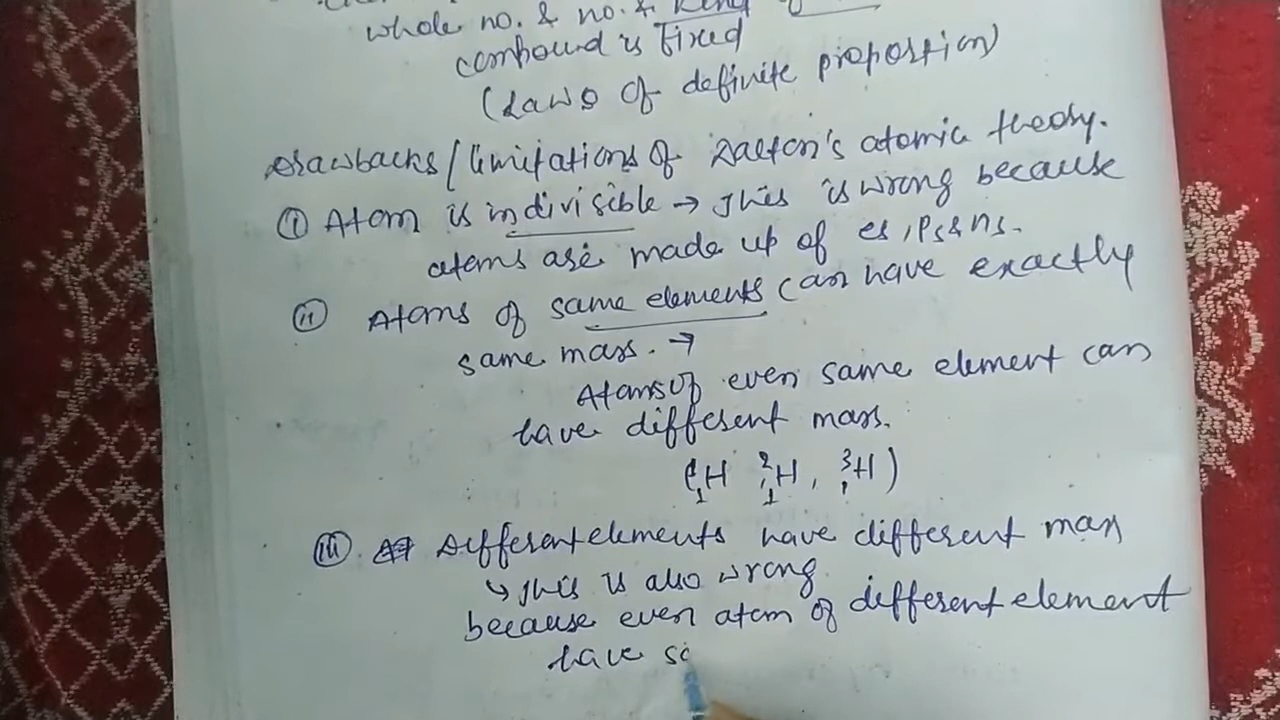 whole no. & no. & kind of
compound is fixed
(Laws of definite proportion)
Drawbacks/limitations of Dalton's atomic theory.
(i) Atom is indivisible → This is wrong because
atoms are made up of es, Ps & ns.
(ii) Atoms of same elements can have exactly
same mass. →
Atoms of even same element can
have different mass.
(¹₁H ²₁H, ³₁H)
(iii) Different elements have different mass
↳ This is also wrong
because even atom of different element
have sa